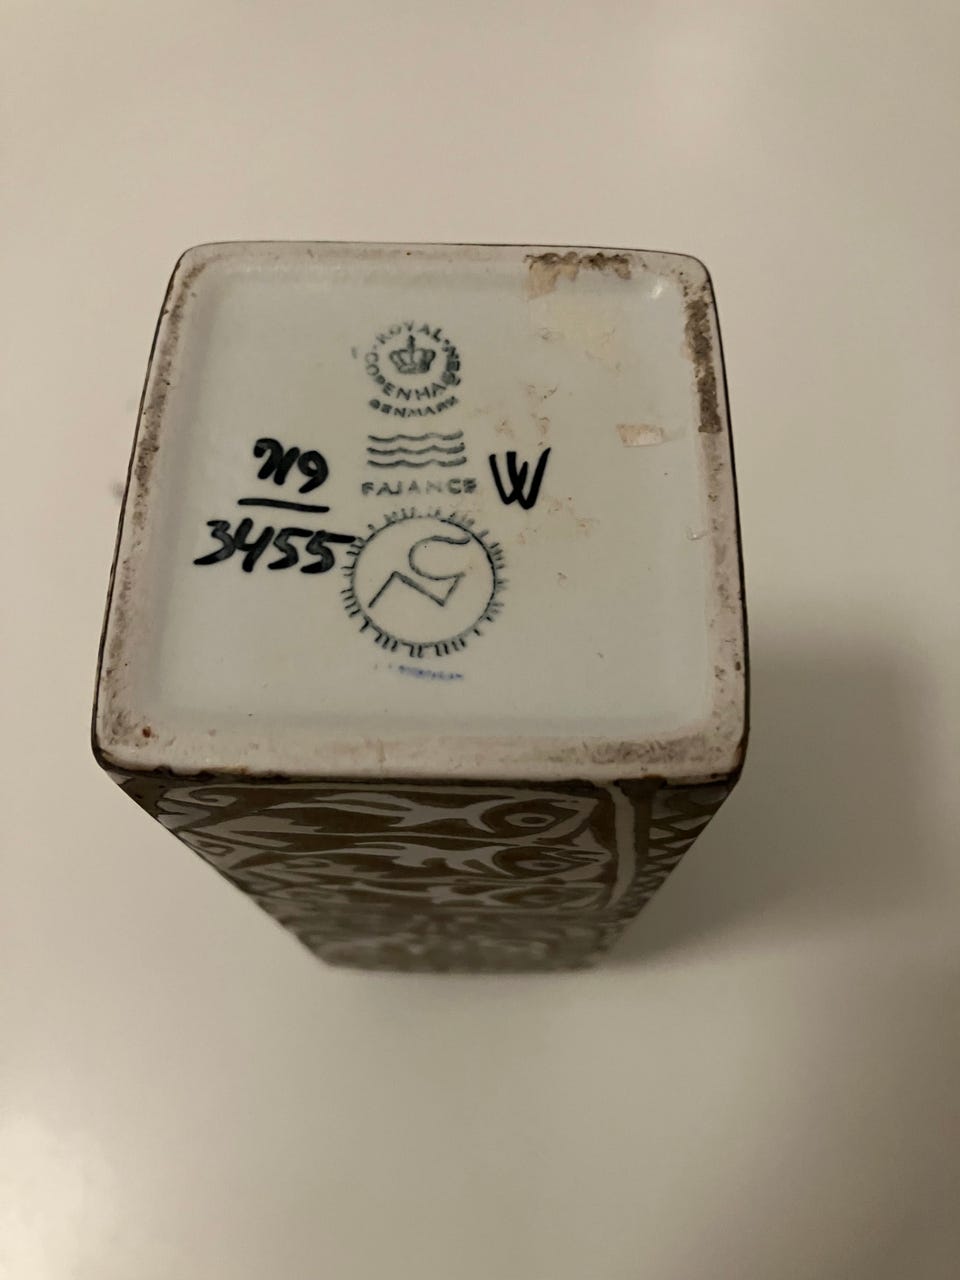 ROYAL
COPENHAGEN
DENMARK
FAJANCE
W
719
3455